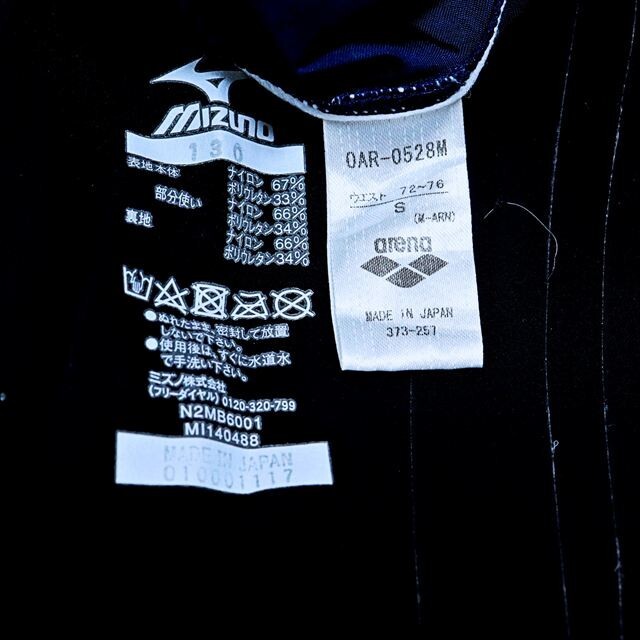 MIZUNO
130
表地 本体 ナイロン 67%
ポリウレタン 33%
部分使い ナイロン 66%
ポリウレタン 34%
裏地 ナイロン 66%
ポリウレタン 34%
●ぬれたまま、密封して放置
しないで下さい。
●使用後は、すぐに水道水
で手洗い下さい。
ミズノ株式会社
(フリーダイヤル) 0120-320-799
N2MB6001
MI140488
MADE IN JAPAN
010001117
OAR-0528M
ウエスト 72~76
S
(M-ARN)
arena
MADE IN JAPAN
373-257